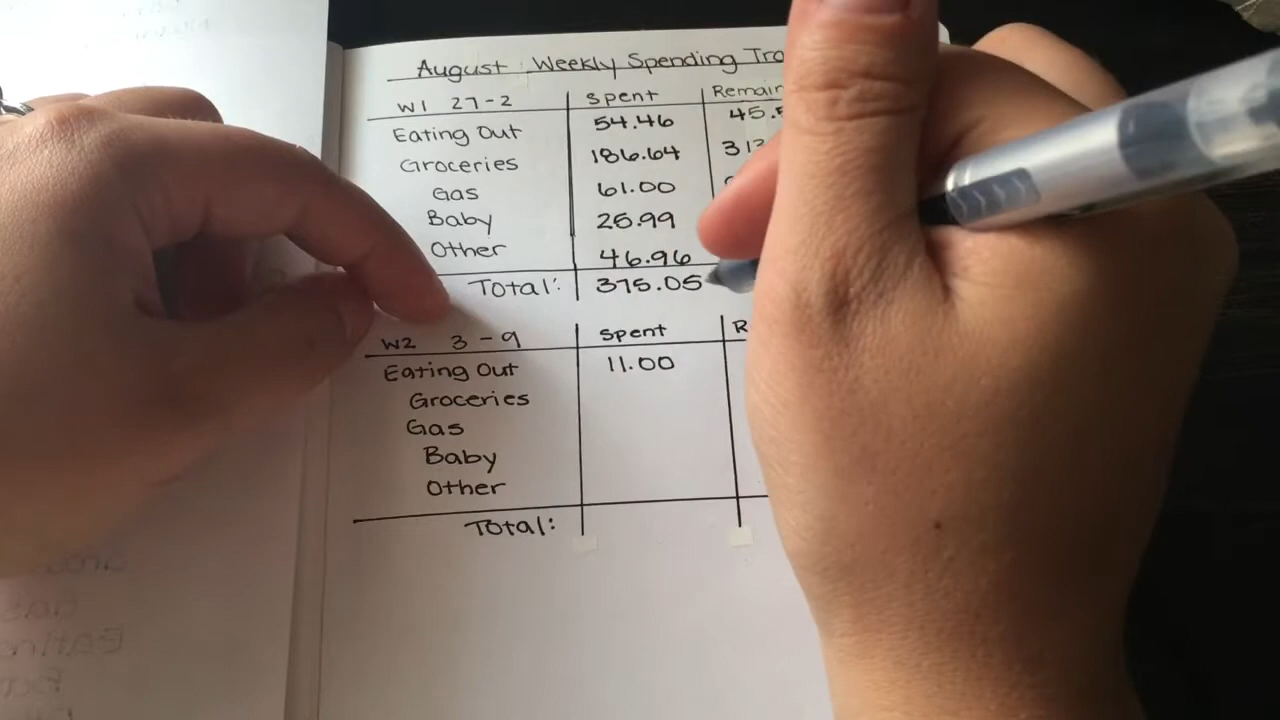 August Weekly Spending
W1 27-2 Spent
Eating Out 54.46
Groceries 186.64
Gas 61.00
Baby 25.99
Other 46.96
Total: 375.05
W2 3-9 Spent
Eating Out 11.00
Groceries
Gas
Baby
Other
Total: